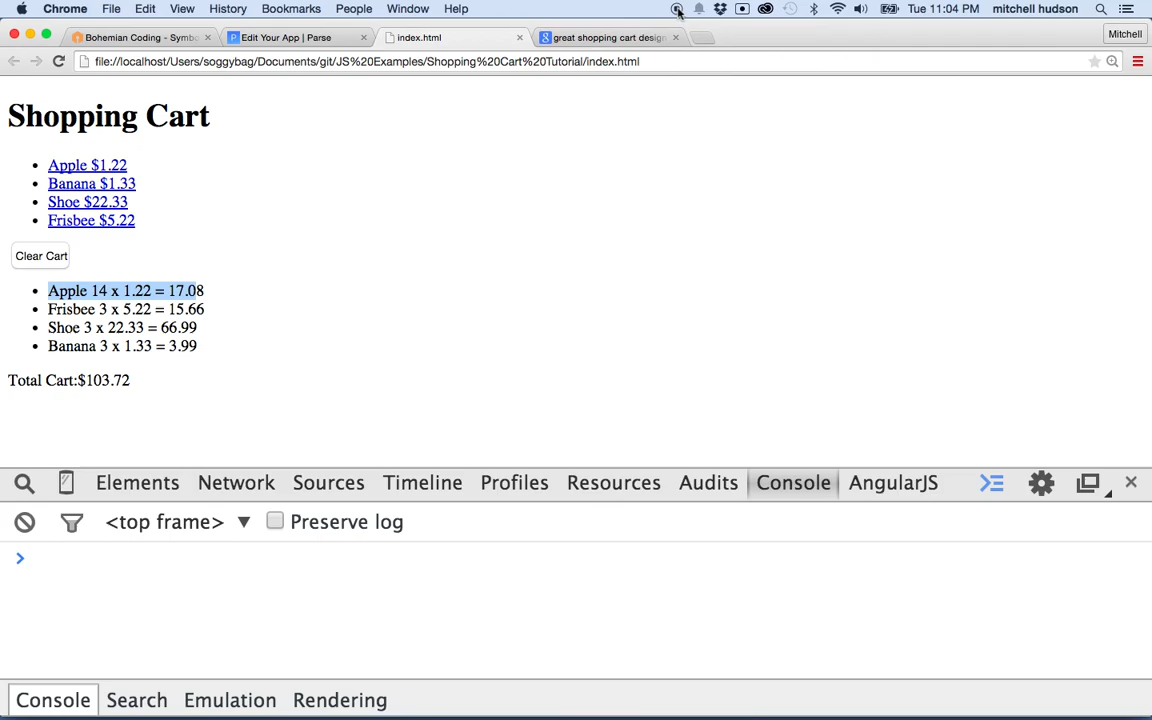 Chrome File Edit View History Bookmarks People Window Help Tue 11:04 PM mitchell hudson
Bohemian Coding - Symbo Edit Your App | Parse index.html great shopping cart design Mitchell
file://localhost/Users/soggybag/Documents/git/JS%20Examples/Shopping%20Cart%20Tutorial/index.html
Shopping Cart
• Apple $1.22
• Banana $1.33
• Shoe $22.33
• Frisbee $5.22
Clear Cart
• Apple 14 x 1.22 = 17.08
• Frisbee 3 x 5.22 = 15.66
• Shoe 3 x 22.33 = 66.99
• Banana 3 x 1.33 = 3.99
Total Cart:$103.72
Elements Network Sources Timeline Profiles Resources Audits Console AngularJS
<top frame> Preserve log
Console Search Emulation Rendering